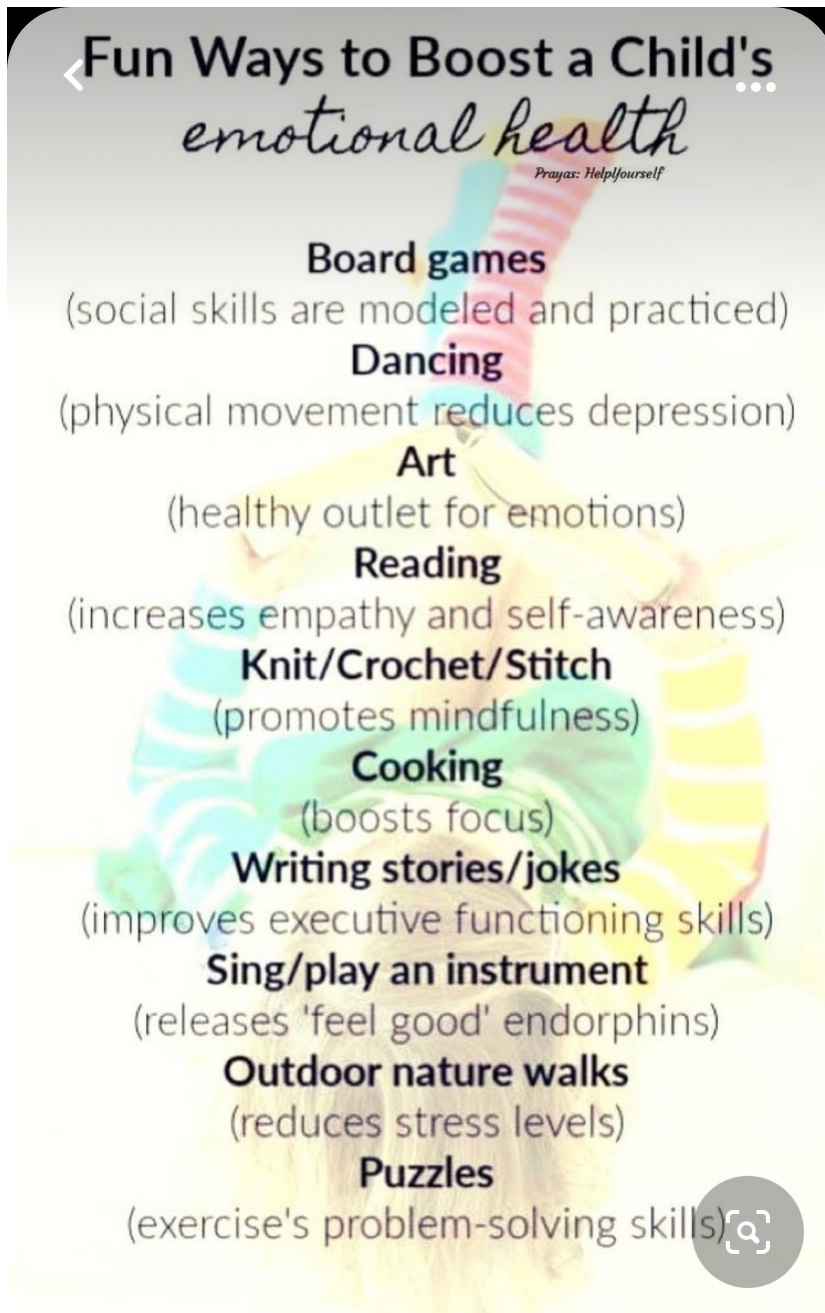 Fun Ways to Boost a Child's
emotional health
Prayas: HelpYourself
Board games
(social skills are modeled and practiced)
Dancing
(physical movement reduces depression)
Art
(healthy outlet for emotions)
Reading
(increases empathy and self-awareness)
Knit/Crochet/Stitch
(promotes mindfulness)
Cooking
(boosts focus)
Writing stories/jokes
(improves executive functioning skills)
Sing/play an instrument
(releases 'feel good' endorphins)
Outdoor nature walks
(reduces stress levels)
Puzzles
(exercise's problem-solving skills)